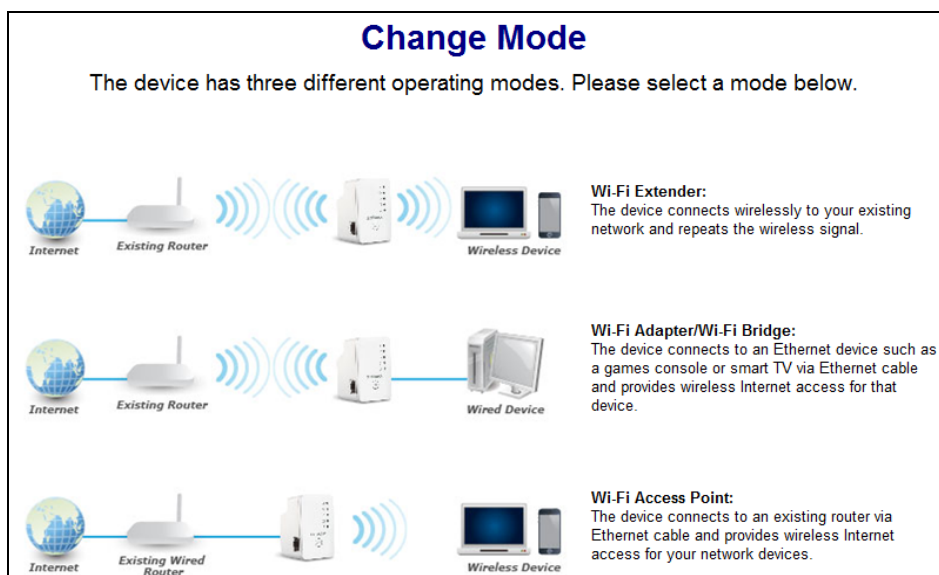 Change Mode
The device has three different operating modes. Please select a mode below.
Wi-Fi Extender:
The device connects wirelessly to your existing
network and repeats the wireless signal.
Internet
Existing Router
Wireless Device
Wi-Fi Adapter/Wi-Fi Bridge:
The device connects to an Ethernet device such as
a games console or smart TV via Ethernet cable
and provides wireless Internet access for that
device.
Internet
Existing Router
Wired Device
Wi-Fi Access Point:
The device connects to an existing router via
Ethernet cable and provides wireless Internet
access for your network devices.
Internet
Existing Wired
Router
Wireless Device